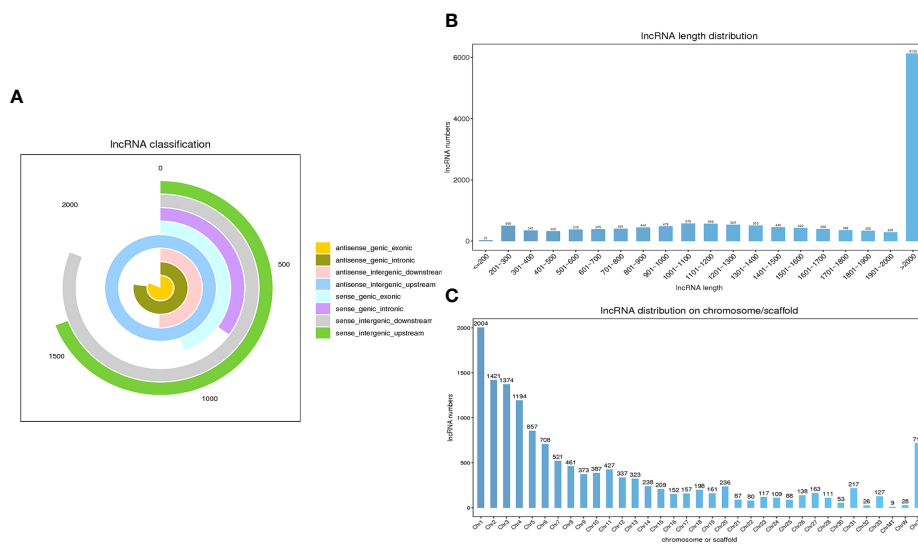 A
lncRNA classification
0
500
1000
1500
2000
antisense_genic_exonic
antisense_genic_intronic
antisense_intergenic_downstream
antisense_intergenic_upstream
sense_genic_exonic
sense_genic_intronic
sense_intergenic_downstream
sense_intergenic_upstream
B
lncRNA length distribution
lncRNA numbers
6000
4000
2000
0
<=200
201~300
301~400
401~500
501~600
601~700
701~800
801~900
901~1000
1001~1100
1101~1200
1201~1300
1301~1400
1401~1500
1501~1600
1601~1700
1701~1800
1801~1900
1901~2000
>2000
lncRNA length
C
lncRNA distribution on chromosome/scaffold
lncRNA numbers
2000
1500
1000
500
0
2004
1421
1374
1194
857
708
521
461
373
387
427
337
323
238
209
152
157
198
161
236
87
80
117
109
88
138
163
111
53
217
26
127
9
28
Chr1
Chr2
Chr3
Chr4
Chr5
Chr6
Chr7
Chr8
Chr9
Chr10
Chr11
Chr12
Chr13
Chr14
Chr15
Chr16
Chr17
Chr18
Chr19
Chr20
Chr21
Chr22
Chr23
Chr24
Chr25
Chr26
Chr27
Chr28
Chr30
Chr31
Chr32
Chr33
ChrMT
ChrW
chromosome or scaffold